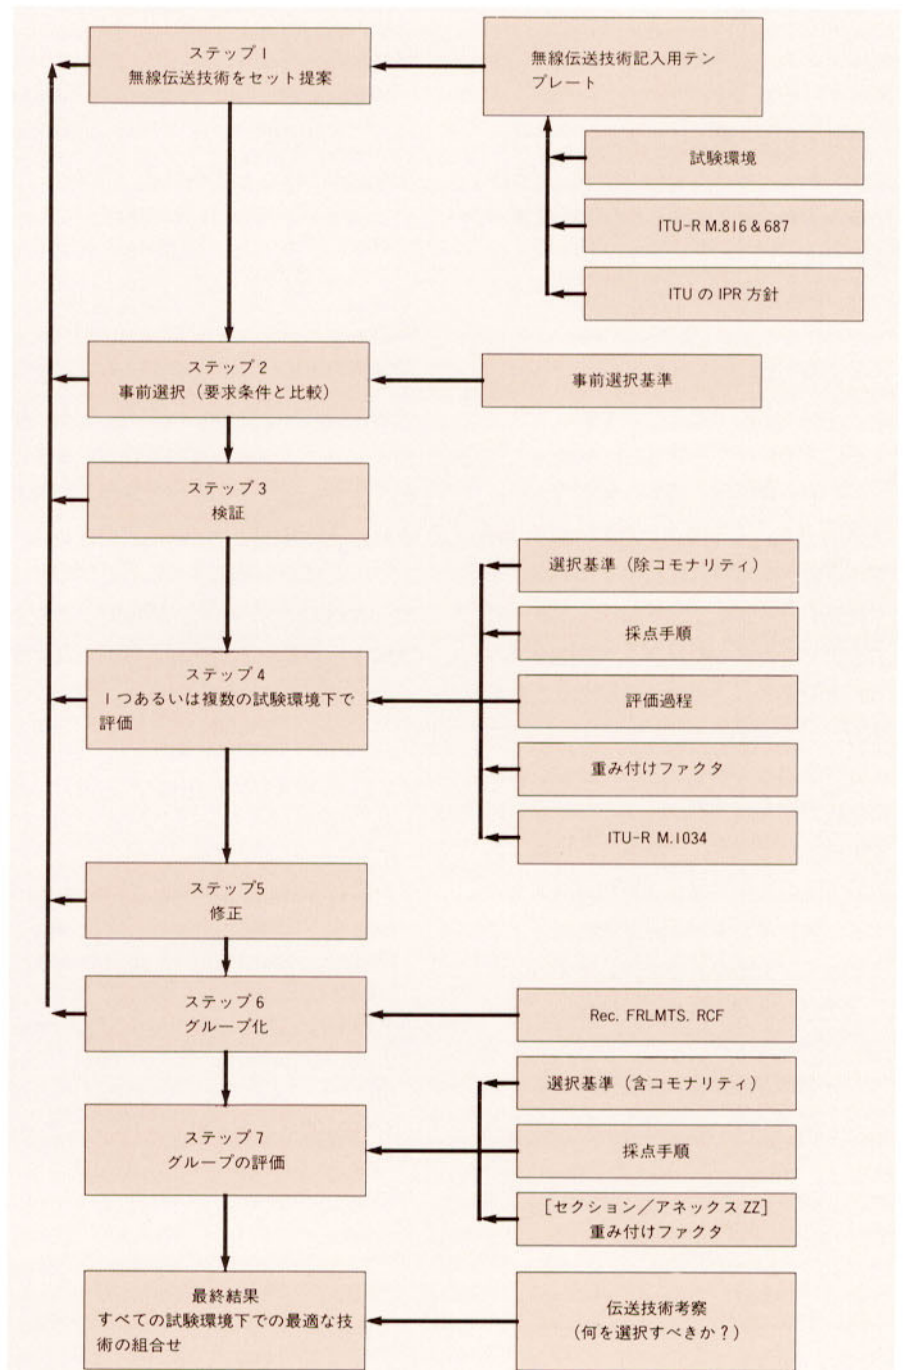 ステップ1
無線伝送技術をセット提案
無線伝送技術記入用テン
プレート
試験環境
ITU-R M.816 & 687
ITU の IPR 方針
ステップ2
事前選択（要求条件と比較）
事前選択基準
ステップ3
検証
選択基準（除コモナリティ）
採点手順
ステップ4
1つあるいは複数の試験環境下で
評価
評価過程
重み付けファクタ
ITU-R M.1034
ステップ5
修正
ステップ6
グループ化
Rec. FRLMTS. RCF
選択基準（含コモナリティ）
ステップ7
グループの評価
採点手順
［セクション／アネックス ZZ］
重み付けファクタ
最終結果
すべての試験環境下での最適な技
術の組合せ
伝送技術考察
（何を選択すべきか？）